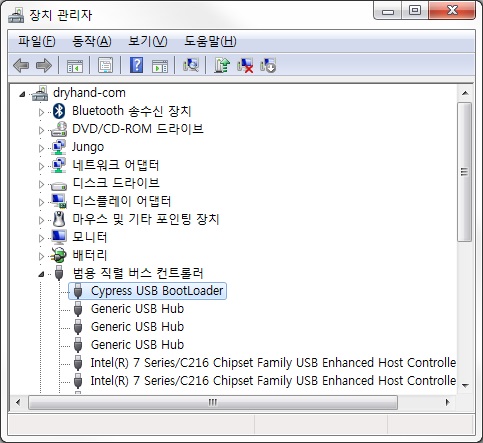 장치 관리자
파일(F) 동작(A) 보기(V) 도움말(H)
dryhand-com
Bluetooth 송수신 장치
DVD/CD-ROM 드라이브
Jungo
네트워크 어댑터
디스크 드라이브
디스플레이 어댑터
마우스 및 기타 포인팅 장치
모니터
배터리
범용 직렬 버스 컨트롤러
Cypress USB BootLoader
Generic USB Hub
Generic USB Hub
Generic USB Hub
Intel(R) 7 Series/C216 Chipset Family USB Enhanced Host Controlle
Intel(R) 7 Series/C216 Chipset Family USB Enhanced Host Controlle